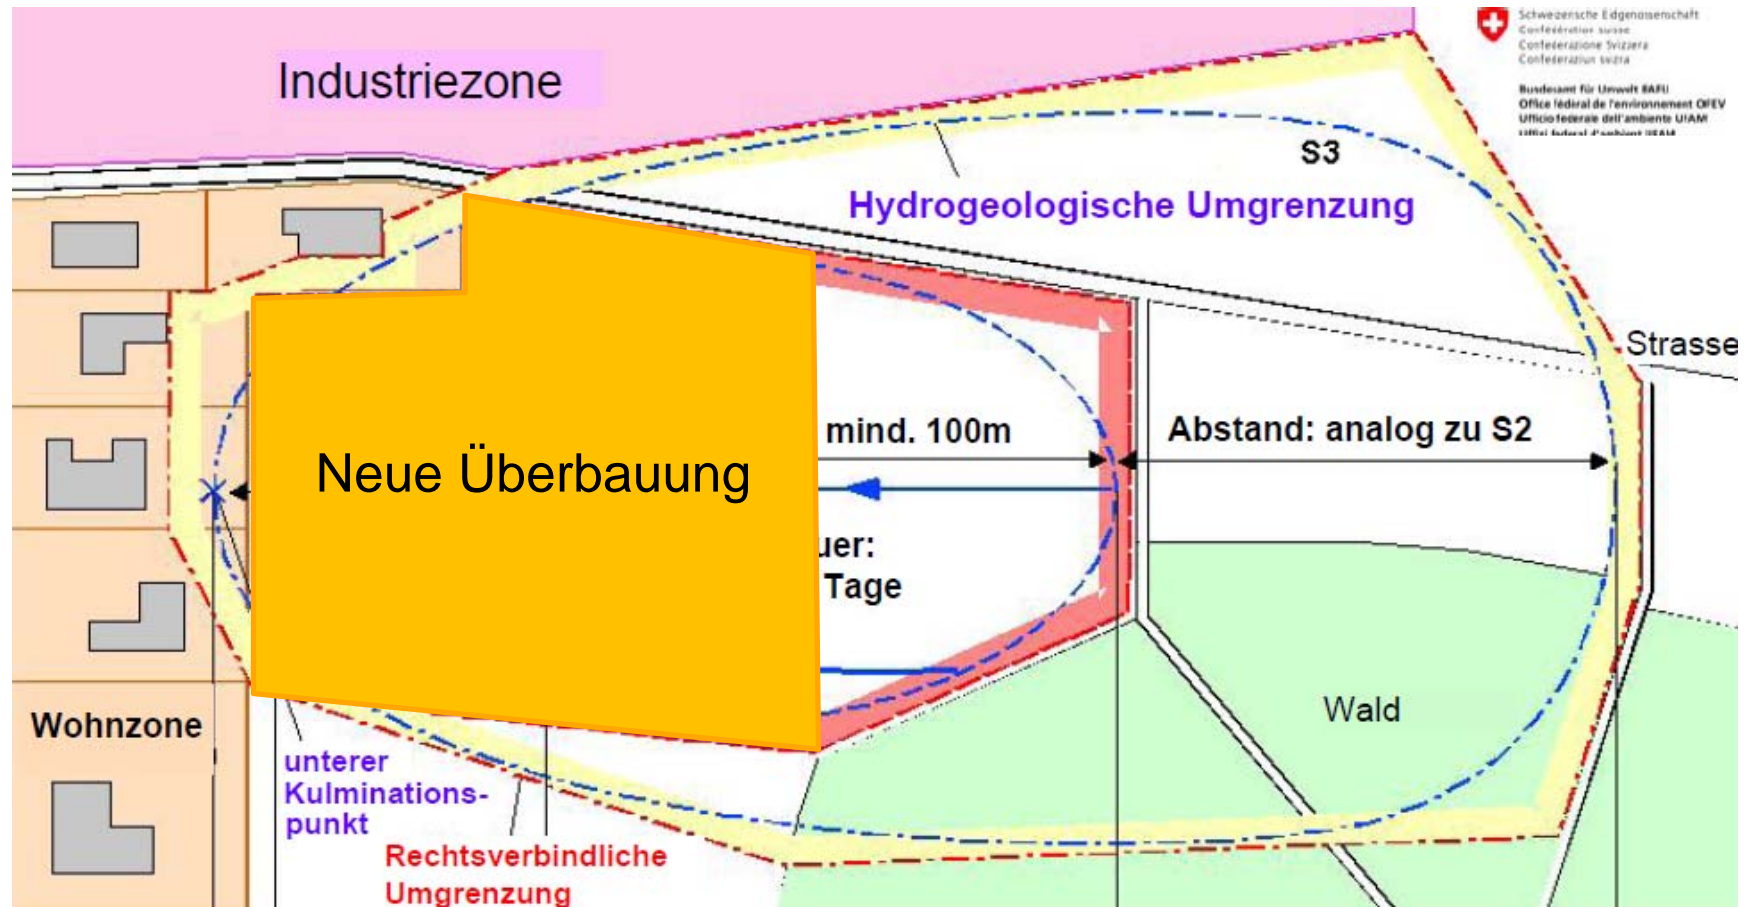 Industriezone
Schweizerische Eidgenossenschaft
Confédération suisse
Confederazione Svizzera
Confederaziun svizra
Bundesamt für Umwelt BAFU
Office fédéral de l'environnement OFEV
Ufficio federale dell'ambiente UFAM
S3
Hydrogeologische Umgrenzung
Strasse
mind. 100m
Abstand: analog zu S2
Neue Überbauung
uer:
Tage
Wald
Wohnzone
unterer
Kulminations-
punkt
Rechtsverbindliche
Umgrenzung